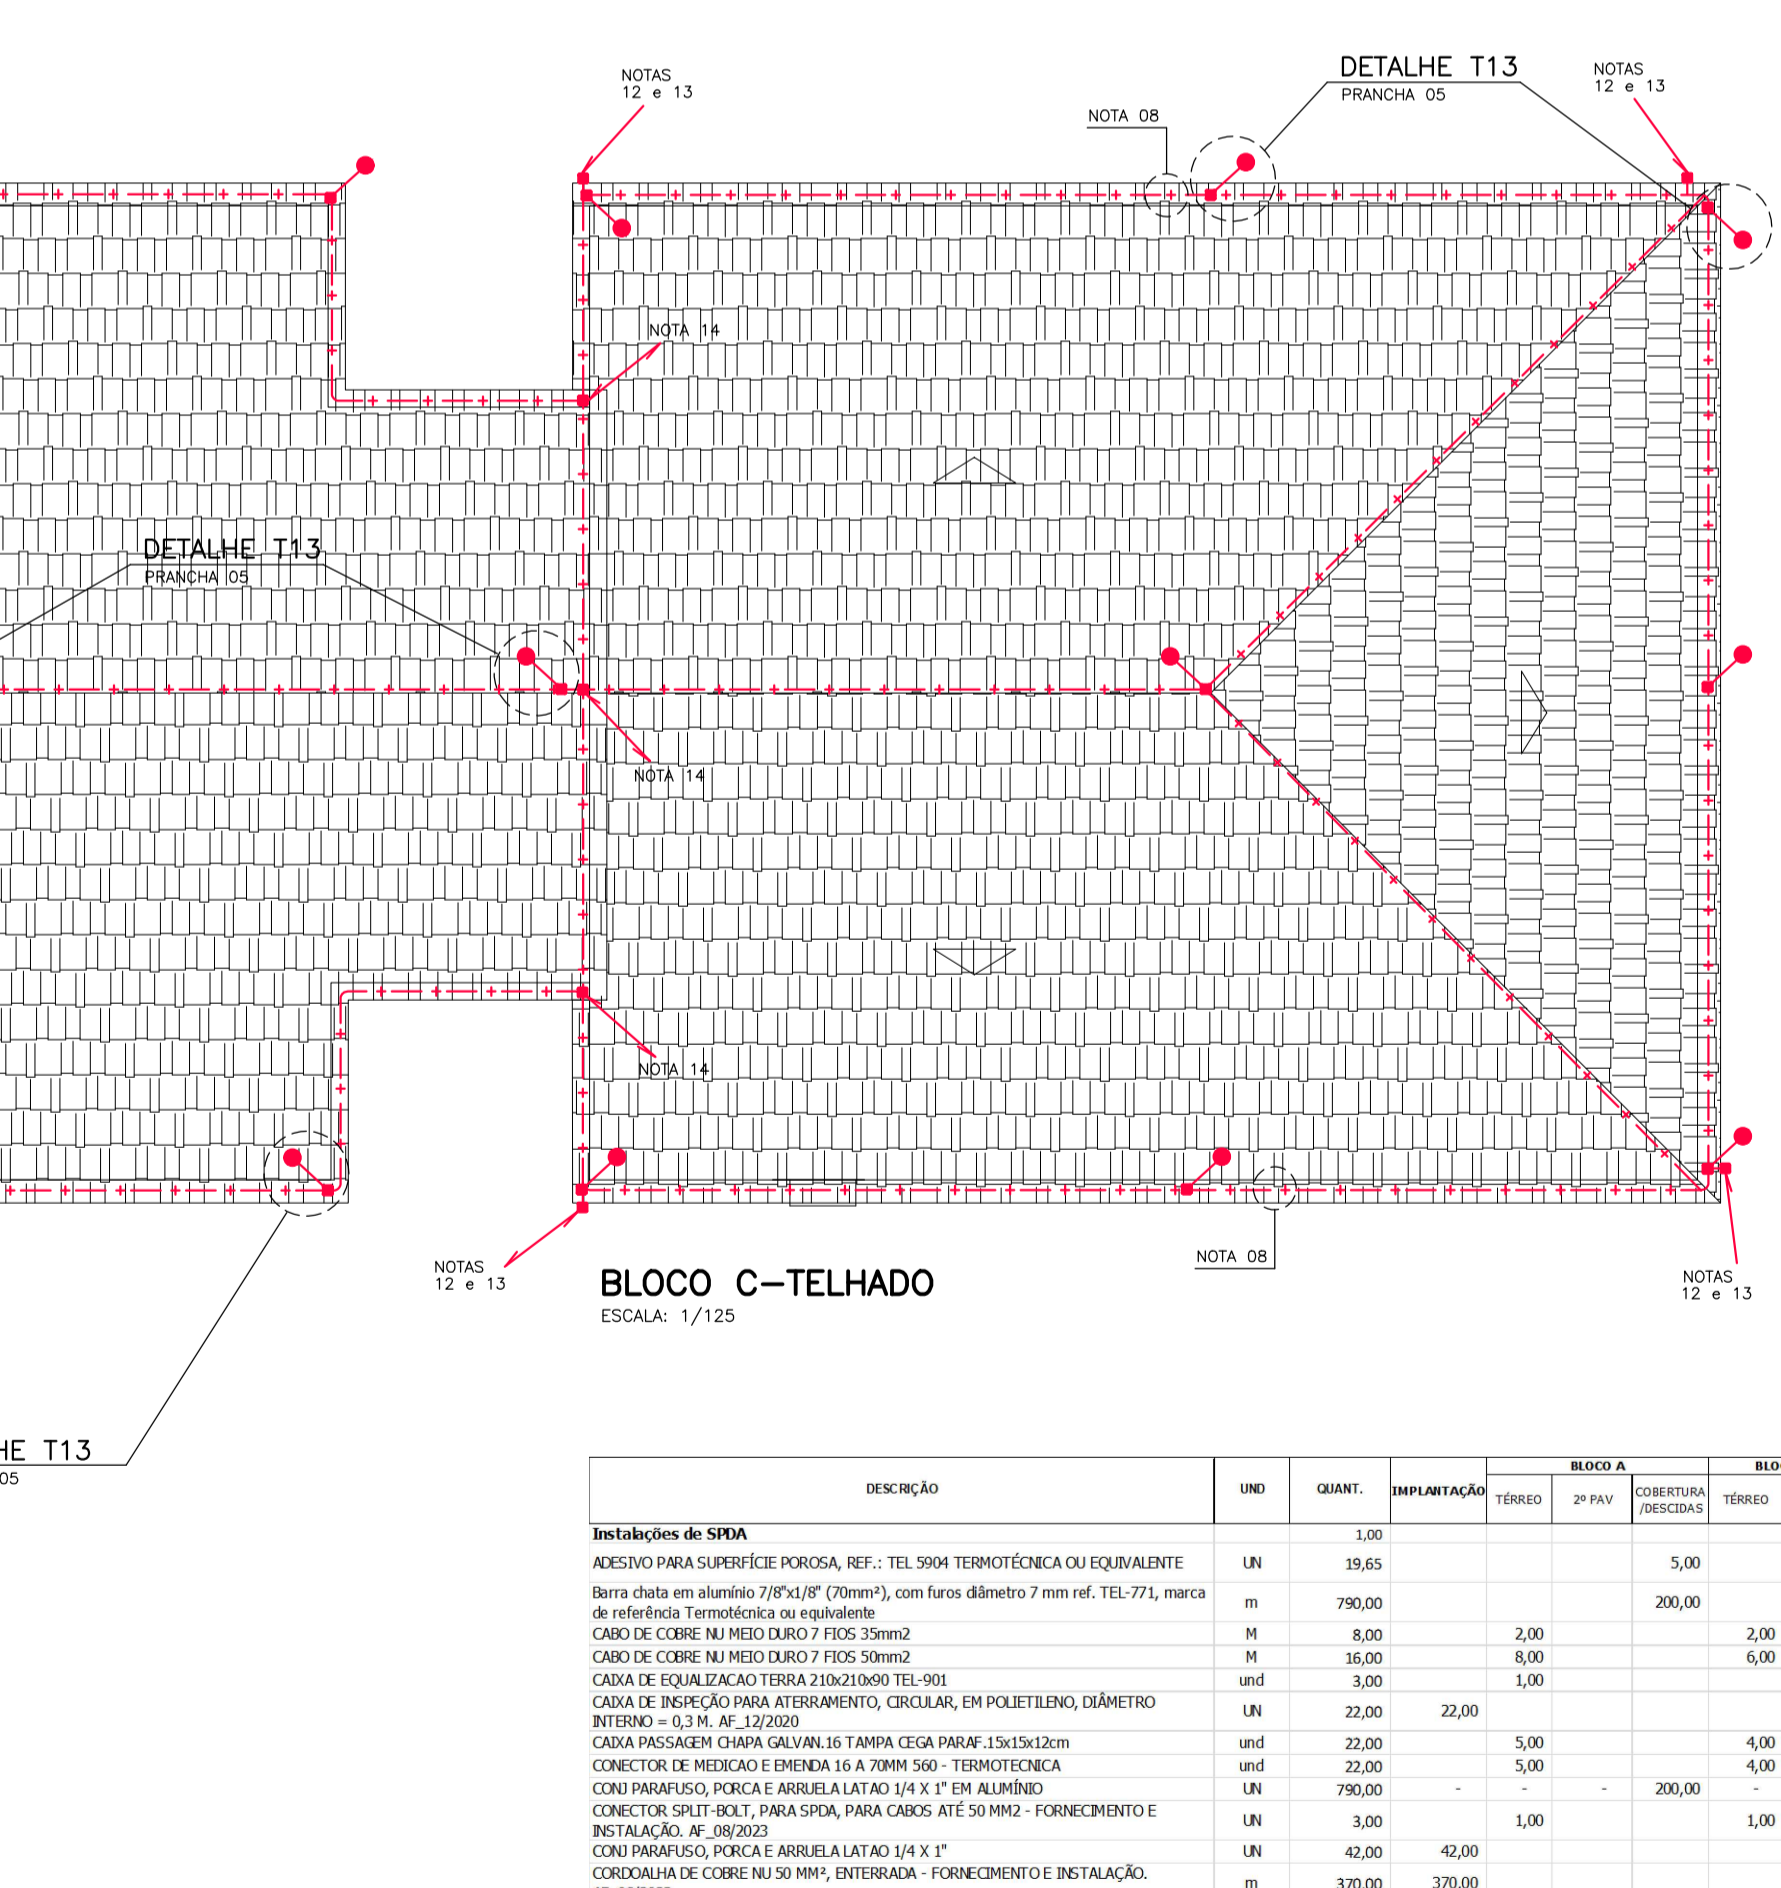 NOTAS
12 e 13
DETALHE T13
PRANCHA 05
NOTAS
12 e 13
NOTA 08
NOTA 14
DETALHE T13
PRANCHA 05
NOTA 14
NOTA 14
NOTAS
12 e 13
BLOCO C-TELHADO
ESCALA: 1/125
NOTA 08
NOTAS
12 e 13
HE T13
05
DESCRIÇÃO UND QUANT. IMPLANTAÇÃO BLOCO A BLO
TÉRREO 2º PAV COBERTURA /DESCIDAS TÉRREO
Instalações de SPDA 1,00
ADESIVO PARA SUPERFÍCIE POROSA, REF.: TEL 5904 TERMOTÉCNICA OU EQUIVALENTE UN 19,65 5,00
Barra chata em alumínio 7/8"x1/8" (70mm²), com furos diâmetro 7 mm ref. TEL-771, marca
de referência Termotécnica ou equivalente m 790,00 200,00
CABO DE COBRE NU MEIO DURO 7 FIOS 35mm2 M 8,00 2,00 2,00
CABO DE COBRE NU MEIO DURO 7 FIOS 50mm2 M 16,00 8,00 6,00
CAIXA DE EQUALIZACAO TERRA 210x210x90 TEL-901 und 3,00 1,00
CAIXA DE INSPEÇÃO PARA ATERRAMENTO, CIRCULAR, EM POLIETILENO, DIÂMETRO
INTERNO = 0,3 M. AF_12/2020 UN 22,00 22,00
CAIXA PASSAGEM CHAPA GALVAN.16 TAMPA CEGA PARAF.15x15x12cm und 22,00 5,00 4,00
CONECTOR DE MEDICAO E EMENDA 16 A 70MM 560 - TERMOTECNICA und 22,00 5,00 4,00
CONJ PARAFUSO, PORCA E ARRUELA LATAO 1/4 X 1" EM ALUMÍNIO UN 790,00 - - - 200,00 -
CONECTOR SPLIT-BOLT, PARA SPDA, PARA CABOS ATÉ 50 MM2 - FORNECIMENTO E
INSTALAÇÃO. AF_08/2023 UN 3,00 1,00 1,00
CONJ PARAFUSO, PORCA E ARRUELA LATAO 1/4 X 1" UN 42,00 42,00
CORDOALHA DE COBRE NU 50 MM², ENTERRADA - FORNECIMENTO E INSTALAÇÃO.
m 370,00 370,00